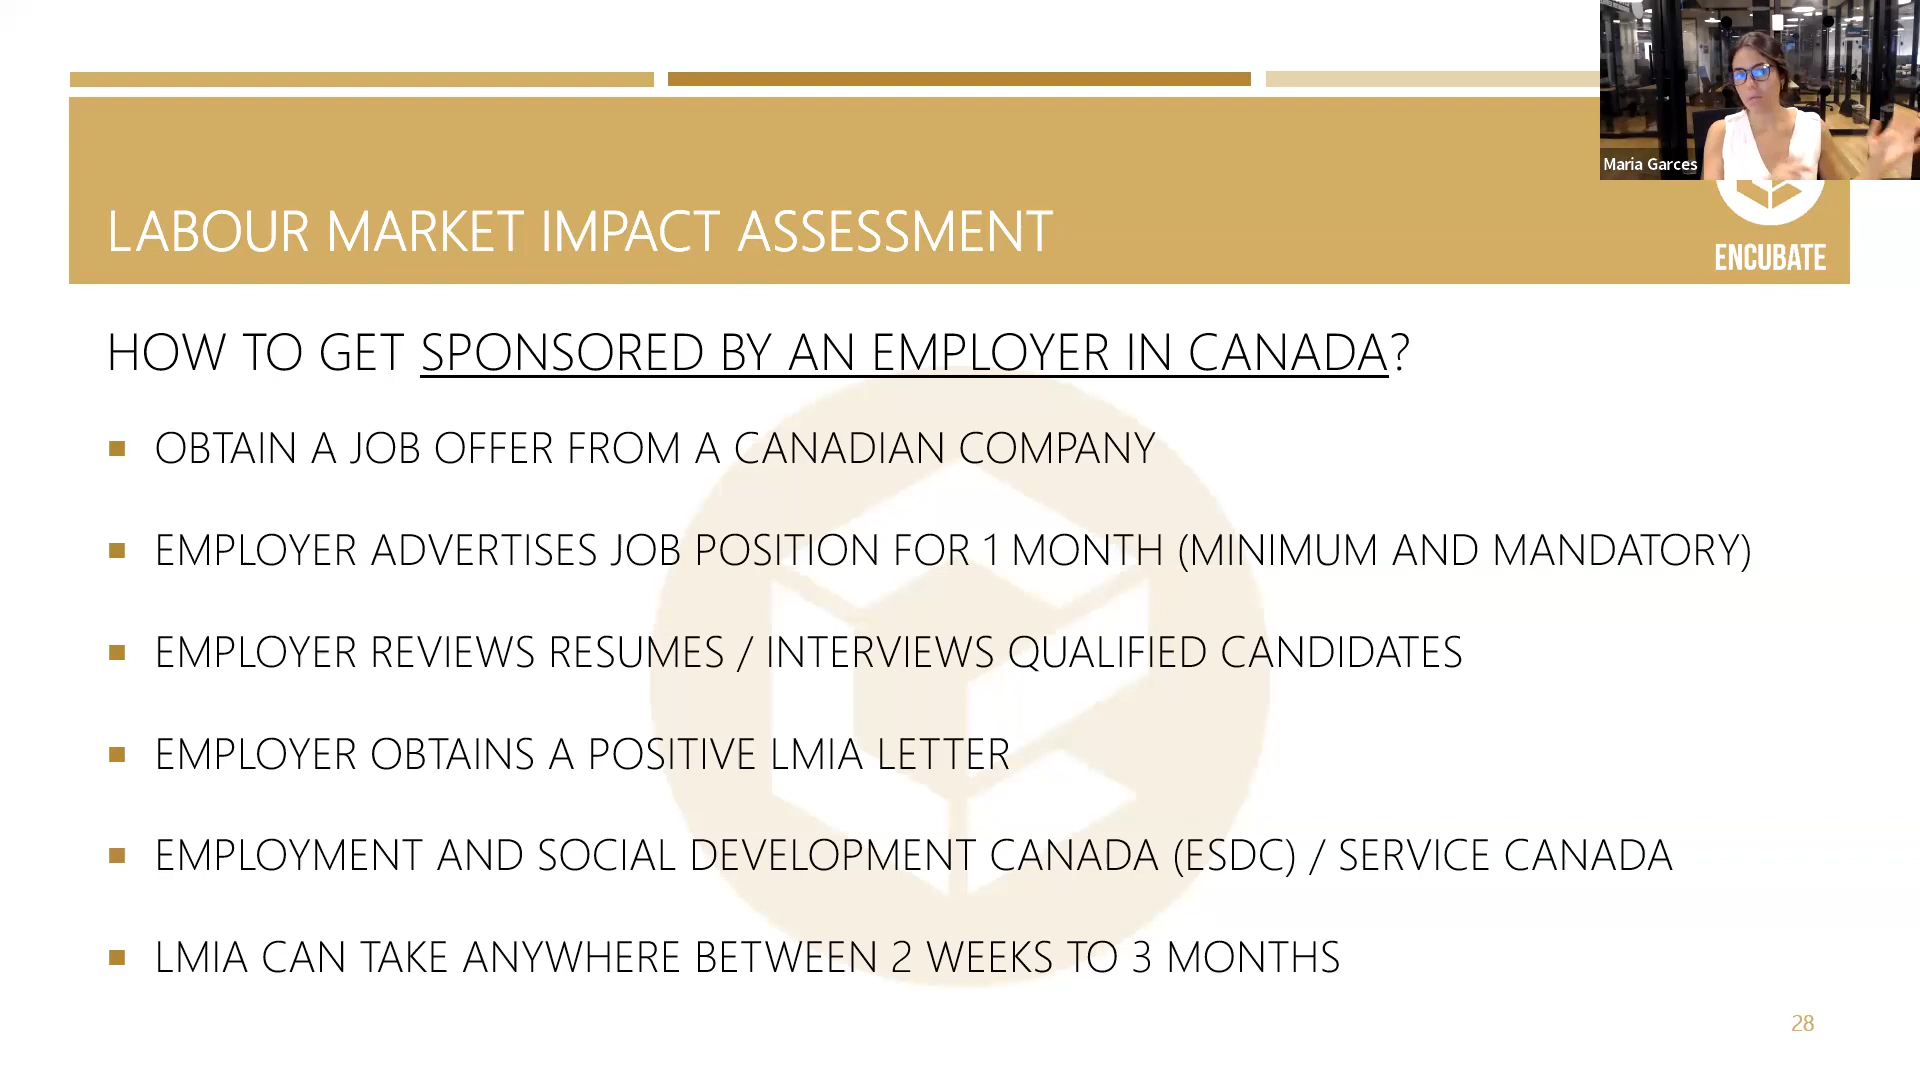 Maria Garces
LABOUR MARKET IMPACT ASSESSMENT
ENCUBATE
HOW TO GET SPONSORED BY AN EMPLOYER IN CANADA?
OBTAIN A JOB OFFER FROM A CANADIAN COMPANY
EMPLOYER ADVERTISES JOB POSITION FOR 1 MONTH (MINIMUM AND MANDATORY)
EMPLOYER REVIEWS RESUMES / INTERVIEWS QUALIFIED CANDIDATES
EMPLOYER OBTAINS A POSITIVE LMIA LETTER
EMPLOYMENT AND SOCIAL DEVELOPMENT CANADA (ESDC) / SERVICE CANADA
LMIA CAN TAKE ANYWHERE BETWEEN 2 WEEKS TO 3 MONTHS
28